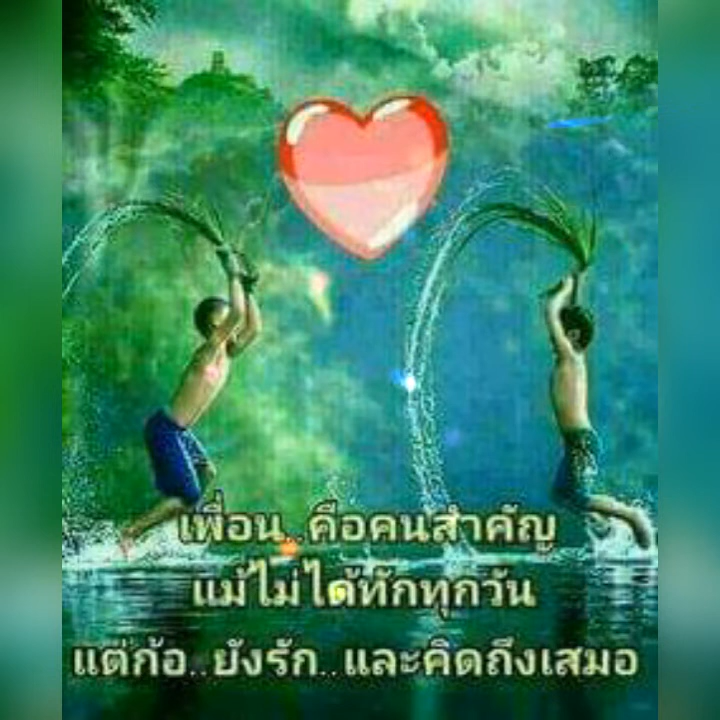 เพื่อน..คือคนสำคัญ
แม้ไม่ได้ทักทุกวัน
แต่ก้อ..ยังรัก..และคิดถึงเสมอ